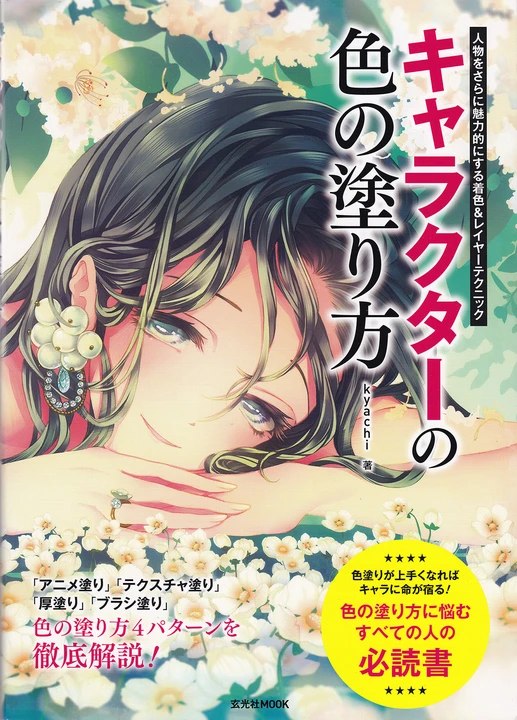 人物をさらに魅力的にする着色&レイヤーテクニック
キャラクターの
色の塗り方
kyachi 著
「アニメ塗り」「テクスチャ塗り」
「厚塗り」「ブラシ塗り」
色の塗り方4パターンを
徹底解説!
★★★★
色塗りが上手くなれば
キャラに命が宿る!
色の塗り方に悩む
すべての人の
必読書
★★★★
玄光社MOOK